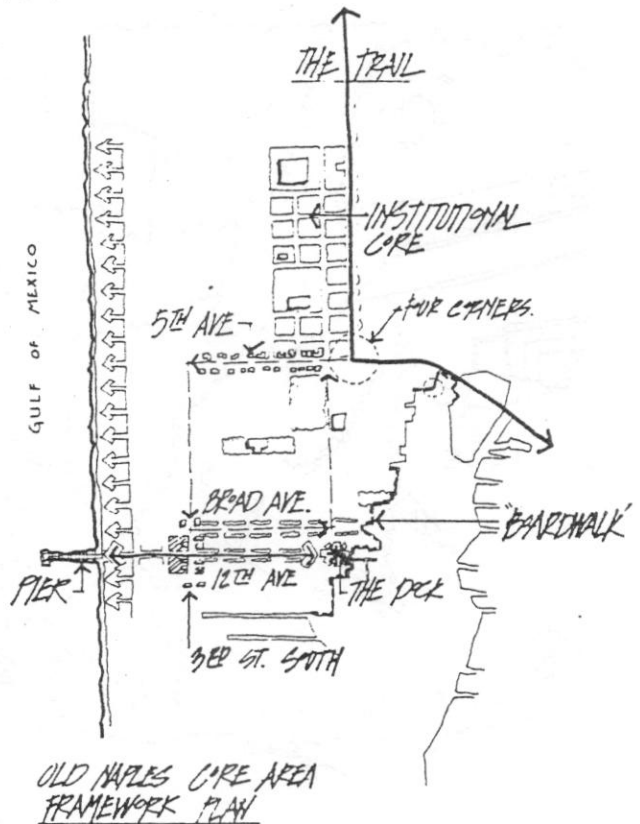 THE TRAIL
INSTITUTIONAL
CORE
FOUR CORNERS.
5TH AVE
GULF OF MEXICO
BROAD AVE.
"BOARDWALK"
12TH AVE
PIER
THE DOCK
3RD ST. SOUTH
OLD NAPLES CORE AREA
FRAMEWORK PLAN